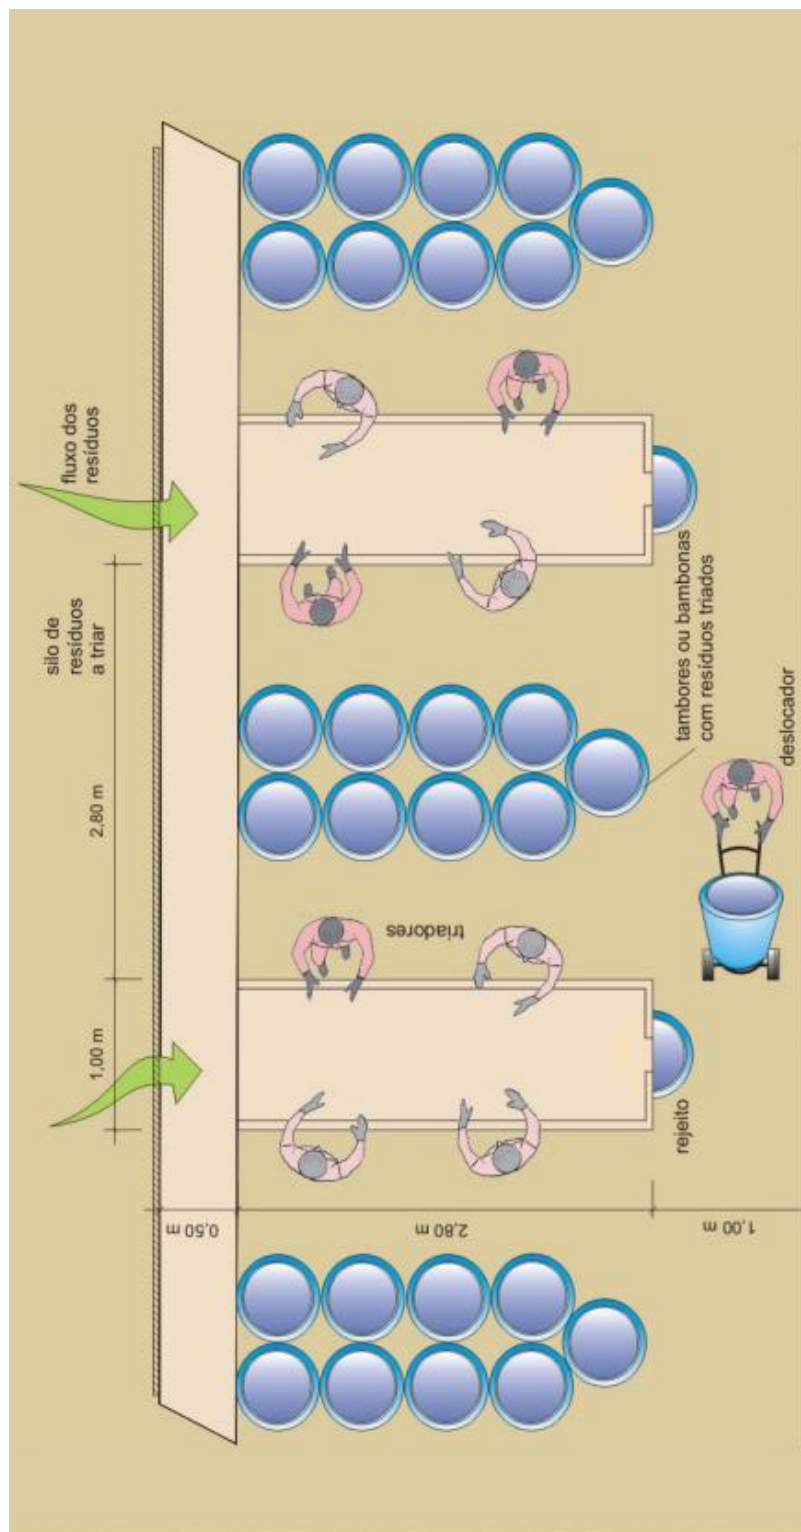 fluxo dos
resíduos
silo de
resíduos
a triar
2,80 m
1,00 m
tambores ou bambonas
com resíduos triados
deslocador
triadores
rejeito
0,50 m
2,80 m
1,00 m